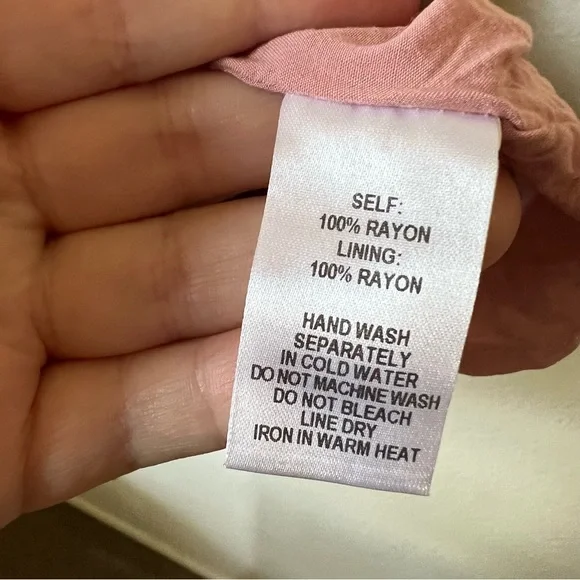 SELF:
100% RAYON
LINING:
100% RAYON
HAND WASH
SEPARATELY
IN COLD WATER
DO NOT MACHINE WASH
DO NOT BLEACH
LINE DRY
IRON IN WARM HEAT